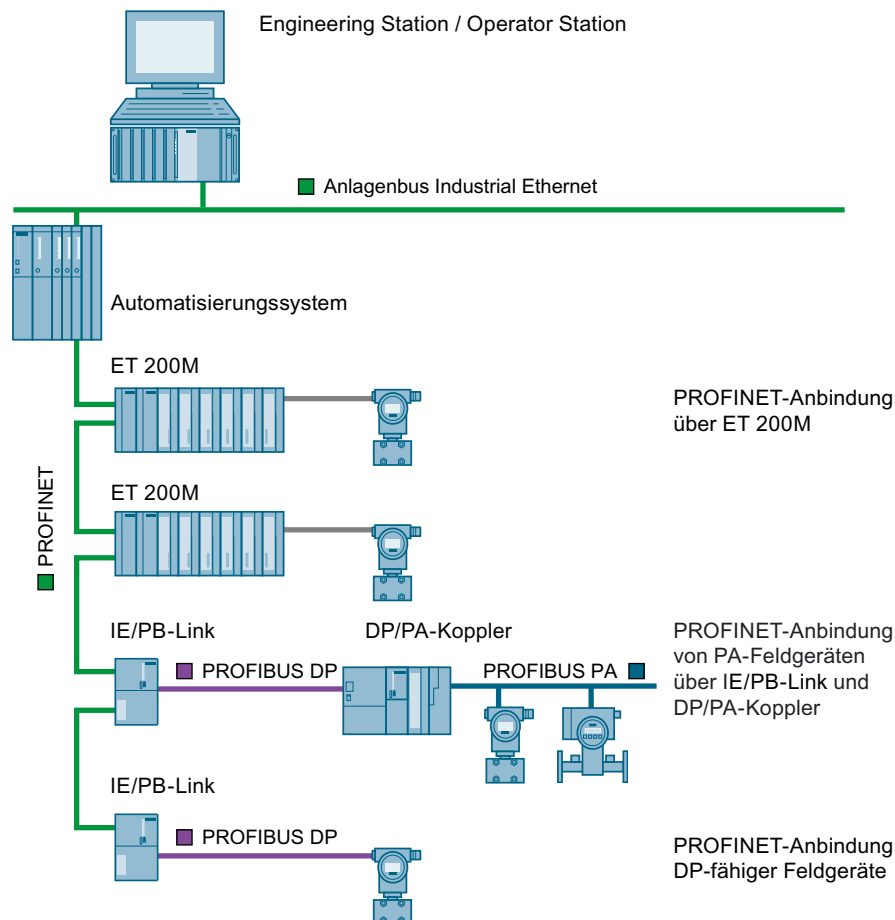 Engineering Station / Operator Station
Anlagenbus Industrial Ethernet
Automatisierungssystem
ET 200M
PROFINET-Anbindung
über ET 200M
PROFINET
ET 200M
IE/PB-Link
PROFIBUS DP
DP/PA-Koppler
PROFIBUS PA
PROFINET-Anbindung
von PA-Feldgeräten
über IE/PB-Link und
DP/PA-Koppler
IE/PB-Link
PROFIBUS DP
PROFINET-Anbindung
DP-fähiger Feldgeräte